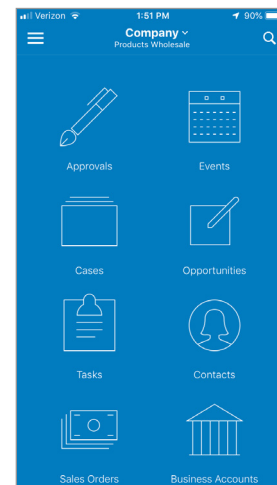 Verizon 1:51 PM 90%
Company
Products Wholesale
Approvals Events
Cases Opportunities
Tasks Contacts
Sales Orders Business Accounts